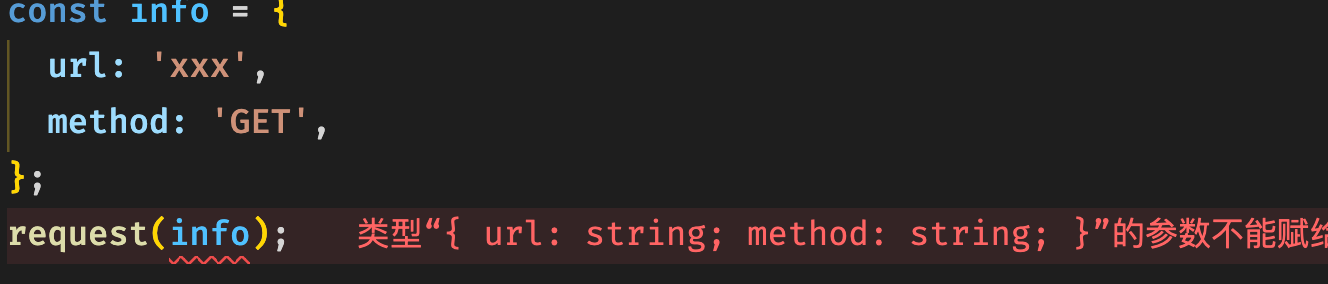 const info = {
url: 'xxx',
method: 'GET',
};
request(info); 类型“{ url: string; method: string; }”的参数不能赋给